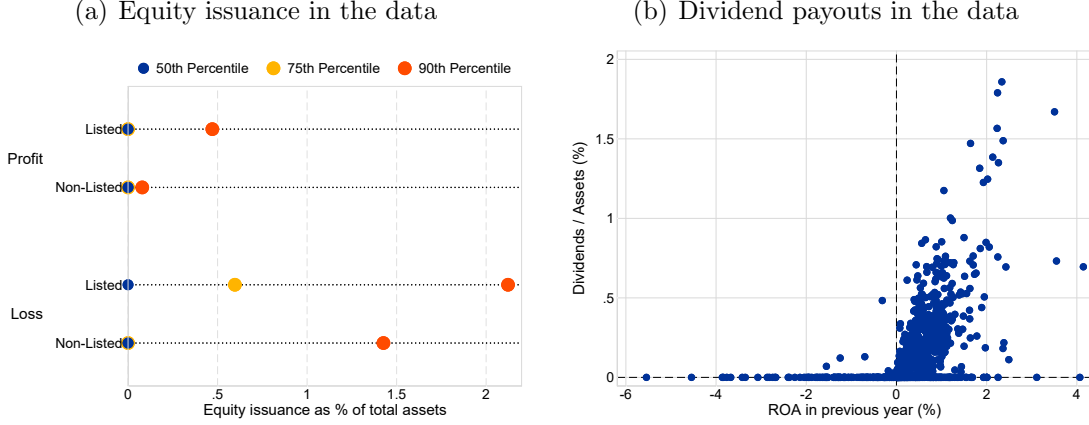 (a) Equity issuance in the data
50th Percentile 75th Percentile 90th Percentile
Listed
Profit
Non-Listed
Listed
Loss
Non-Listed
0 .5 1 1.5 2
Equity issuance as % of total assets
(b) Dividend payouts in the data
Dividends / Assets (%)
2
1.5
1
.5
0
-6 -4 -2 0 2 4
ROA in previous year (%)